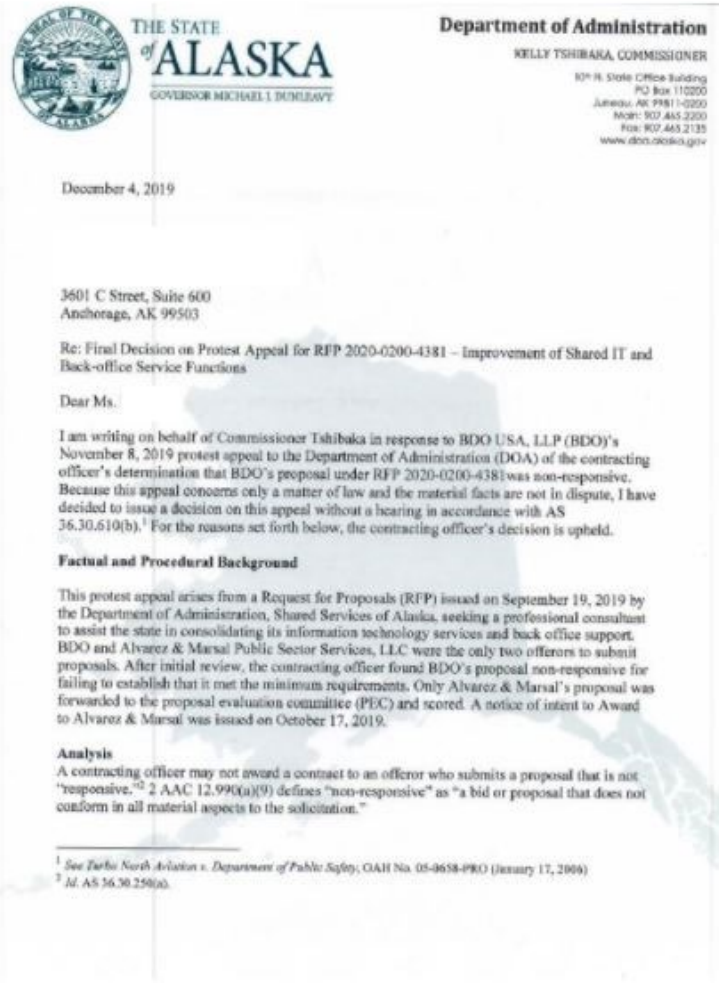 THE STATE
of ALASKA
GOVERNOR MICHAEL J. DUNLEAVY
Department of Administration
KELLY TSHIBAKA, COMMISSIONER
10th Fl. State Office Building
PO Box 110200
Juneau, AK 99811-0200
Main: 907.465.2200
Fax: 907.465.2135
www.doa.alaska.gov
December 4, 2019
3601 C Street, Suite 600
Anchorage, AK 99503
Re: Final Decision on Protest Appeal for RFP 2020-0200-4381 – Improvement of Shared IT and
Back-office Service Functions
Dear Ms.
I am writing on behalf of Commissioner Tshibaka in response to BDO USA, LLP (BDO)'s
November 8, 2019 protest appeal to the Department of Administration (DOA) of the contracting
officer's determination that BDO's proposal under RFP 2020-0200-4381was non-responsive.
Because this appeal concerns only a matter of law and the material facts are not in dispute, I have
decided to issue a decision on this appeal without a hearing in accordance with AS
36.30.610(b).1 For the reasons set forth below, the contracting officer's decision is upheld.
Factual and Procedural Background
This protest appeal arises from a Request for Proposals (RFP) issued on September 19, 2019 by
the Department of Administration, Shared Services of Alaska, seeking a professional consultant
to assist the state in consolidating its information technology services and back office support.
BDO and Alvarez & Marsal Public Sector Services, LLC were the only two offerors to submit
proposals. After initial review, the contracting officer found BDO's proposal non-responsive for
failing to establish that it met the minimum requirements. Only Alvarez & Marsal's proposal was
forwarded to the proposal evaluation committee (PEC) and scored. A notice of intent to Award
to Alvarez & Marsal was issued on October 17, 2019.
Analysis
A contracting officer may not award a contract to an offeror who submits a proposal that is not
"responsive."2 2 AAC 12.990(a)(9) defines "non-responsive" as "a bid or proposal that does not
conform in all material aspects to the solicitation."
1 See Turbo North Aviation v. Department of Public Safety, OAH No. 05-0658-PRO (January 17, 2006)
2 Id. AS 36.30.250(a).
THE SEAL OF THE STATE
OF ALASKA